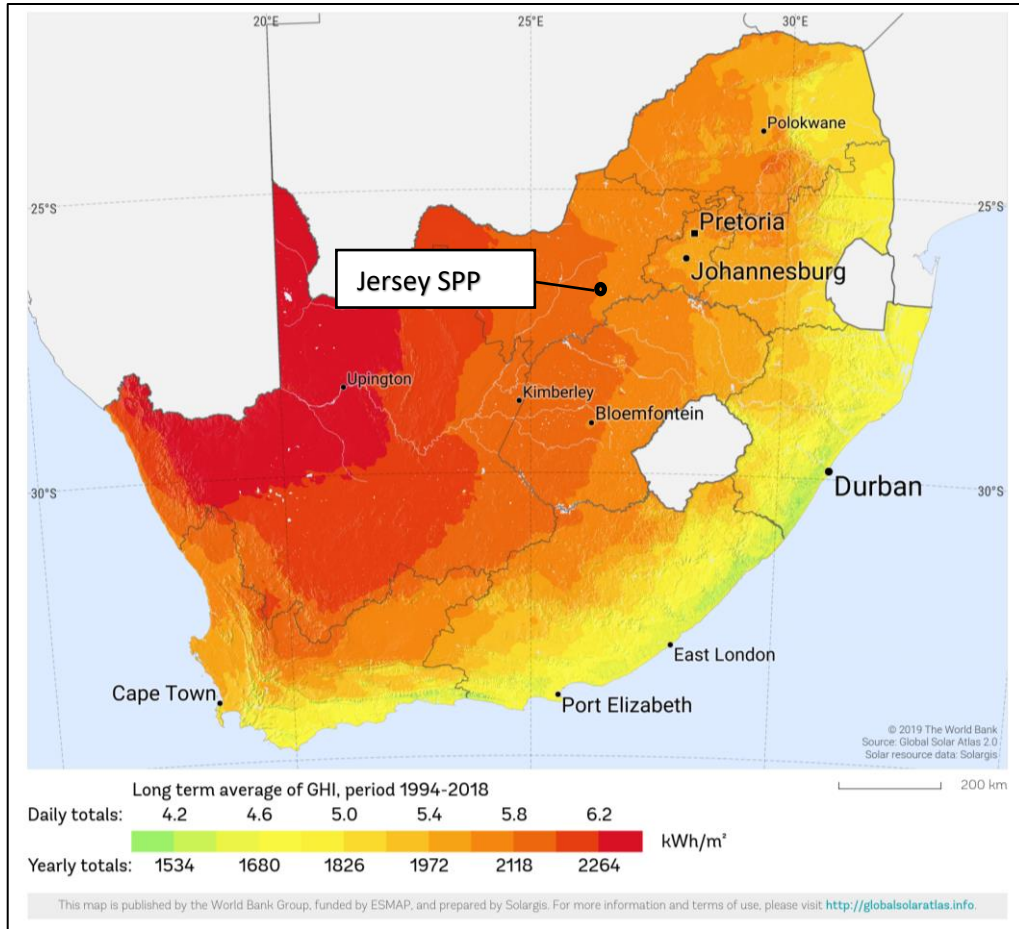 20°E 25°E 30°E
Polokwane
25°S 25°S
Pretoria
Johannesburg
Jersey SPP
Upington
Kimberley
Bloemfontein
30°S 30°S
Durban
East London
Cape Town
Port Elizabeth
© 2019 The World Bank
Source: Global Solar Atlas 2.0
Solar resource data: Solargis
200 km
Long term average of GHI, period 1994-2018
Daily totals: 4.2 4.6 5.0 5.4 5.8 6.2
kWh/m²
Yearly totals: 1534 1680 1826 1972 2118 2264
This map is published by the World Bank Group, funded by ESMAP, and prepared by Solargis. For more information and terms of use, please visit http://globalsolaratlas.info.